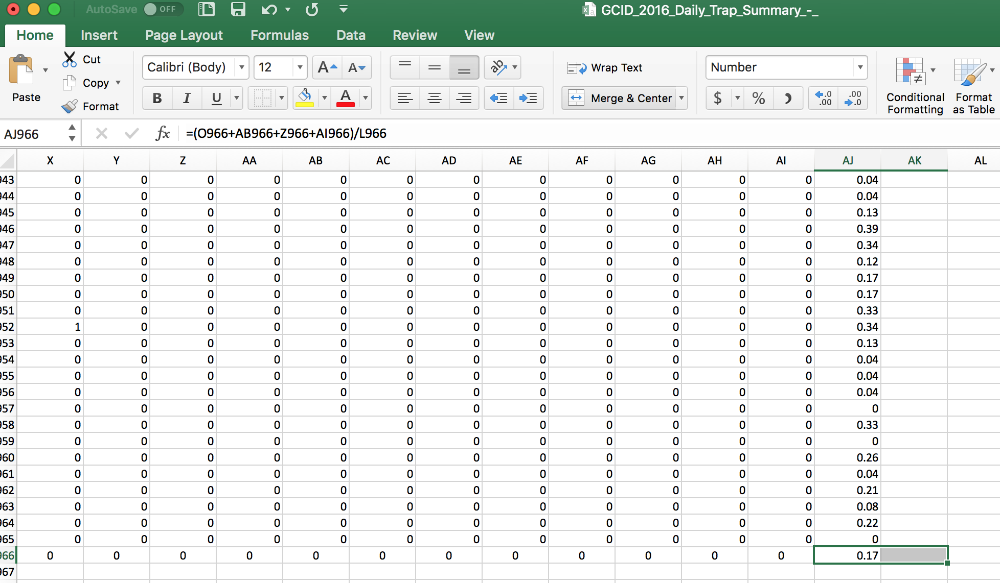 AutoSave OFF GCID_2016_Daily_Trap_Summary_-_
Home Insert Page Layout Formulas Data Review View
Paste Cut Copy Format
Calibri (Body) 12 A A
B I U A
ab Wrap Text
Merge & Center
Number
$ % .0 .00 .00 .0
Conditional Formatting Format as Table
AJ966 fx =(O966+AB966+Z966+AI966)/L966
X Y Z AA AB AC AD AE AF AG AH AI AJ AK AL
943 0 0 0 0 0 0 0 0 0 0 0 0 0.04
944 0 0 0 0 0 0 0 0 0 0 0 0 0.04
945 0 0 0 0 0 0 0 0 0 0 0 0 0.13
946 0 0 0 0 0 0 0 0 0 0 0 0 0.39
947 0 0 0 0 0 0 0 0 0 0 0 0 0.34
948 0 0 0 0 0 0 0 0 0 0 0 0 0.12
949 0 0 0 0 0 0 0 0 0 0 0 0 0.17
950 0 0 0 0 0 0 0 0 0 0 0 0 0.17
951 0 0 0 0 0 0 0 0 0 0 0 0 0.33
952 1 0 0 0 0 0 0 0 0 0 0 0 0.34
953 0 0 0 0 0 0 0 0 0 0 0 0 0.13
954 0 0 0 0 0 0 0 0 0 0 0 0 0.04
955 0 0 0 0 0 0 0 0 0 0 0 0 0.04
956 0 0 0 0 0 0 0 0 0 0 0 0 0.04
957 0 0 0 0 0 0 0 0 0 0 0 0 0
958 0 0 0 0 0 0 0 0 0 0 0 0 0.33
959 0 0 0 0 0 0 0 0 0 0 0 0 0
960 0 0 0 0 0 0 0 0 0 0 0 0 0.26
961 0 0 0 0 0 0 0 0 0 0 0 0 0.04
962 0 0 0 0 0 0 0 0 0 0 0 0 0.21
963 0 0 0 0 0 0 0 0 0 0 0 0 0.08
964 0 0 0 0 0 0 0 0 0 0 0 0 0.22
965 0 0 0 0 0 0 0 0 0 0 0 0 0
966 0 0 0 0 0 0 0 0 0 0 0 0 0.17
967